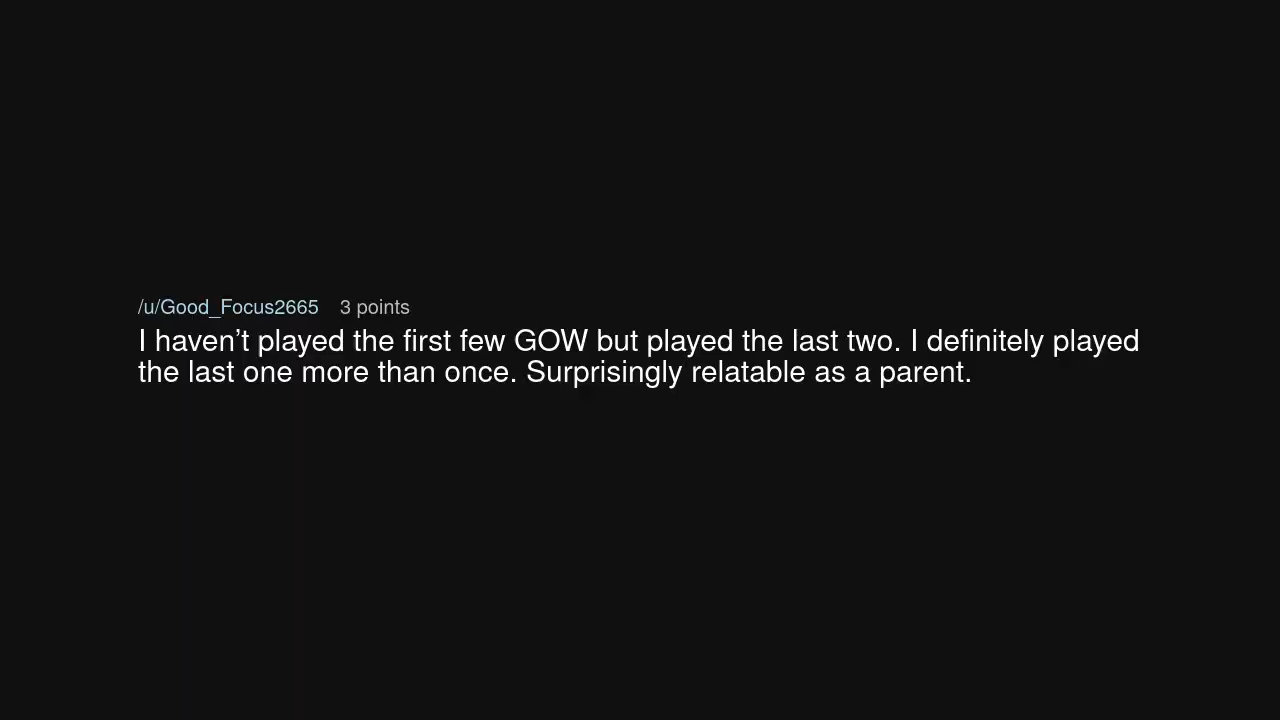 /u/Good_Focus2665 3 points
I haven’t played the first few GOW but played the last two. I definitely played
the last one more than once. Surprisingly relatable as a parent.